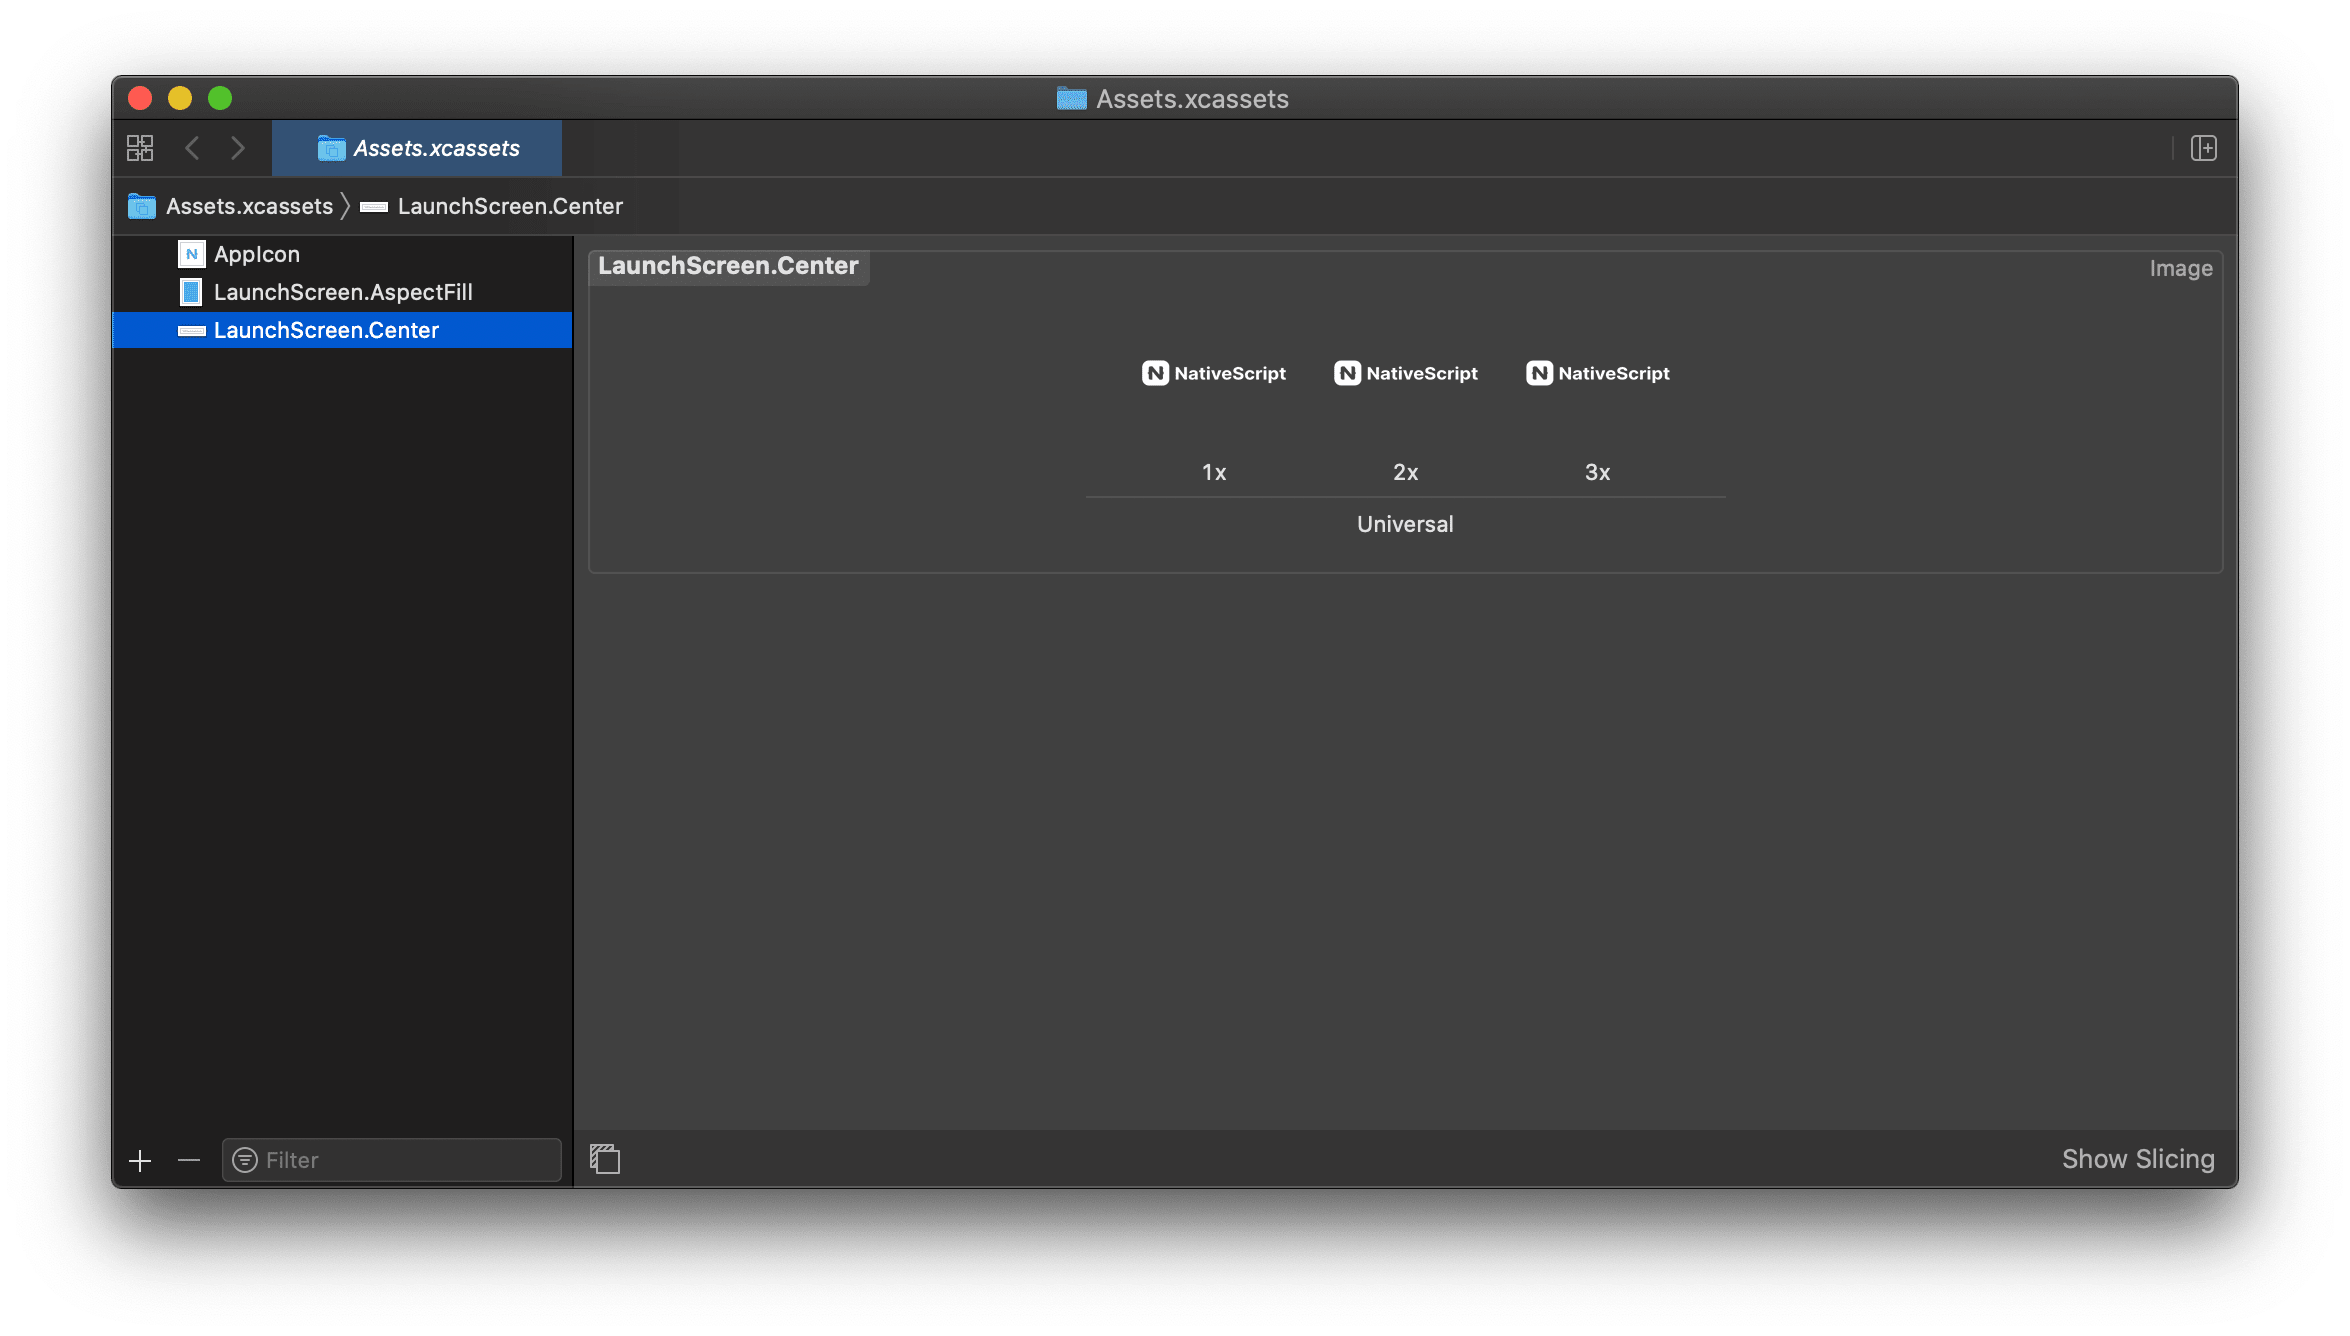 Assets.xcassets
Assets.xcassets
Assets.xcassets 〉 LaunchScreen.Center
AppIcon
LaunchScreen.AspectFill
LaunchScreen.Center
LaunchScreen.Center
Image
N NativeScript N NativeScript N NativeScript
1x 2x 3x
Universal
Filter
Show Slicing